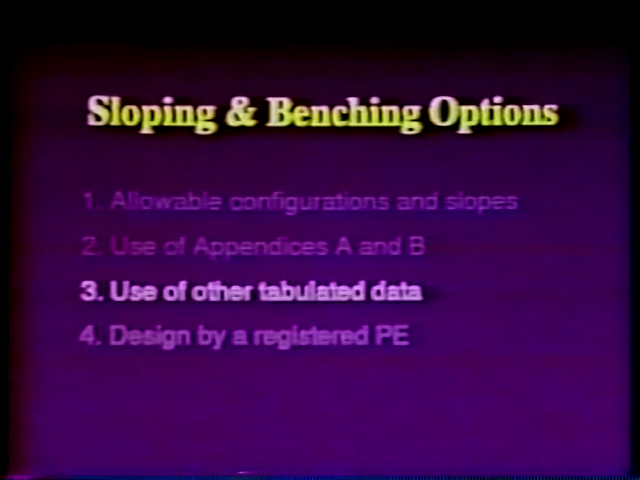 Sloping & Benching Options
1. Allowable configurations and slopes
2. Use of Appendices A and B
3. Use of other tabulated data
4. Design by a registered PE